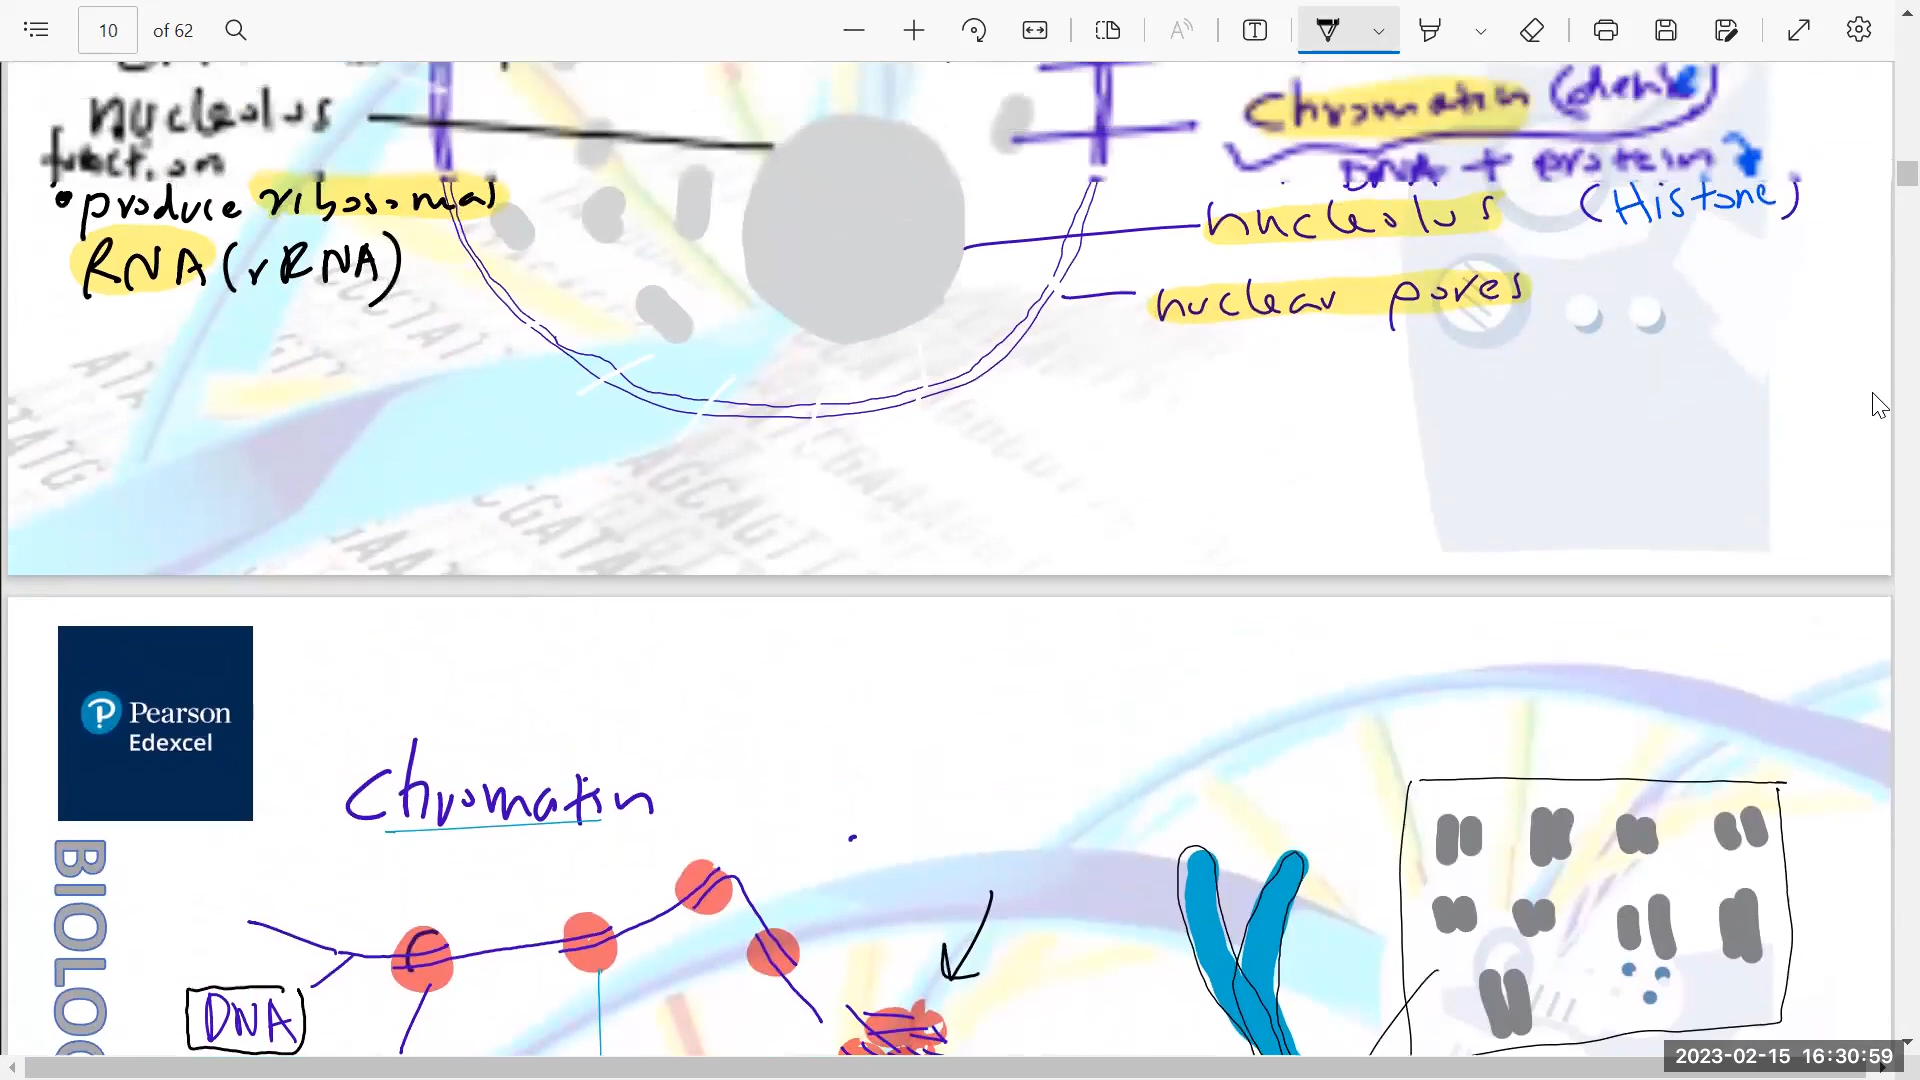 10 of 62
nucleolus
function
• produce ribosomal
RNA (rRNA)
Chromatin (dense)
DNA + protein
(Histone)
nucleolus
nuclear pores
Pearson
Edexcel
BIOLOG
Chromatin
DNA
2023-02-15 16:30:59